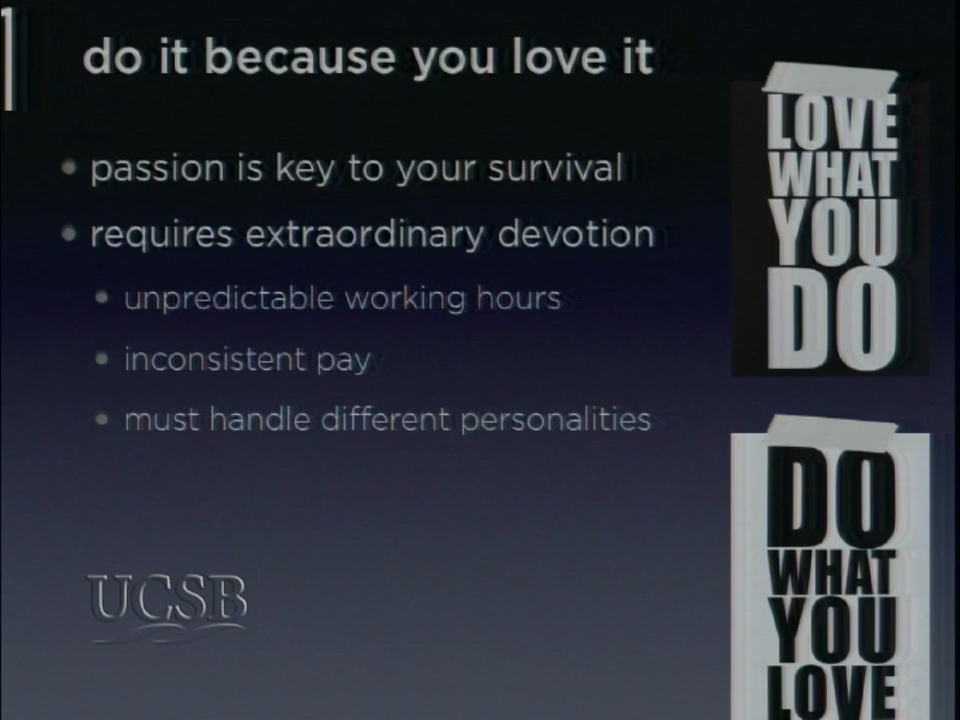 do it because you love it
passion is key to your survival
requires extraordinary devotion
unpredictable working hours
inconsistent pay
must handle different personalities
UCSB
LOVE
WHAT
YOU
DO
DO
WHAT
YOU
LOVE